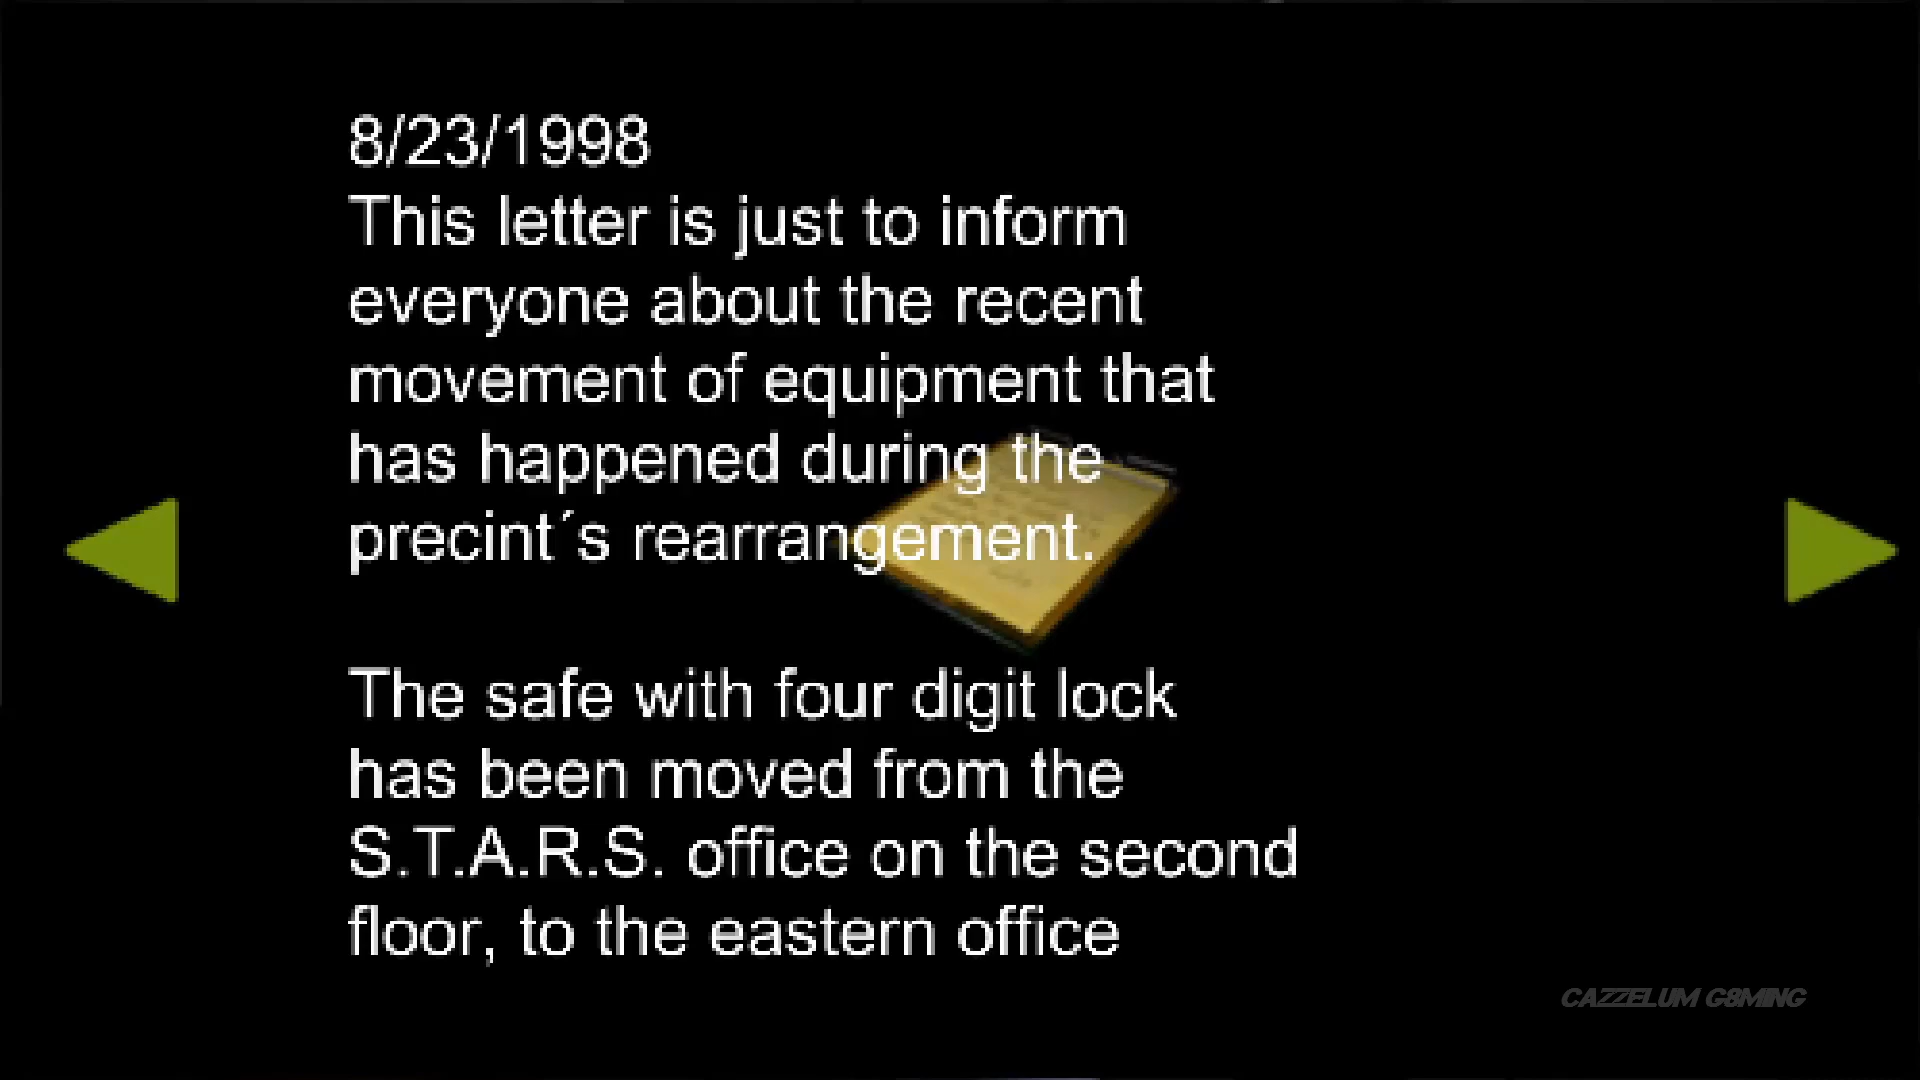 8/23/1998
This letter is just to inform
everyone about the recent
movement of equipment that
has happened during the
precint´s rearrangement.
The safe with four digit lock
has been moved from the
S.T.A.R.S. office on the second
floor, to the eastern office
CAZZELUM G8MING